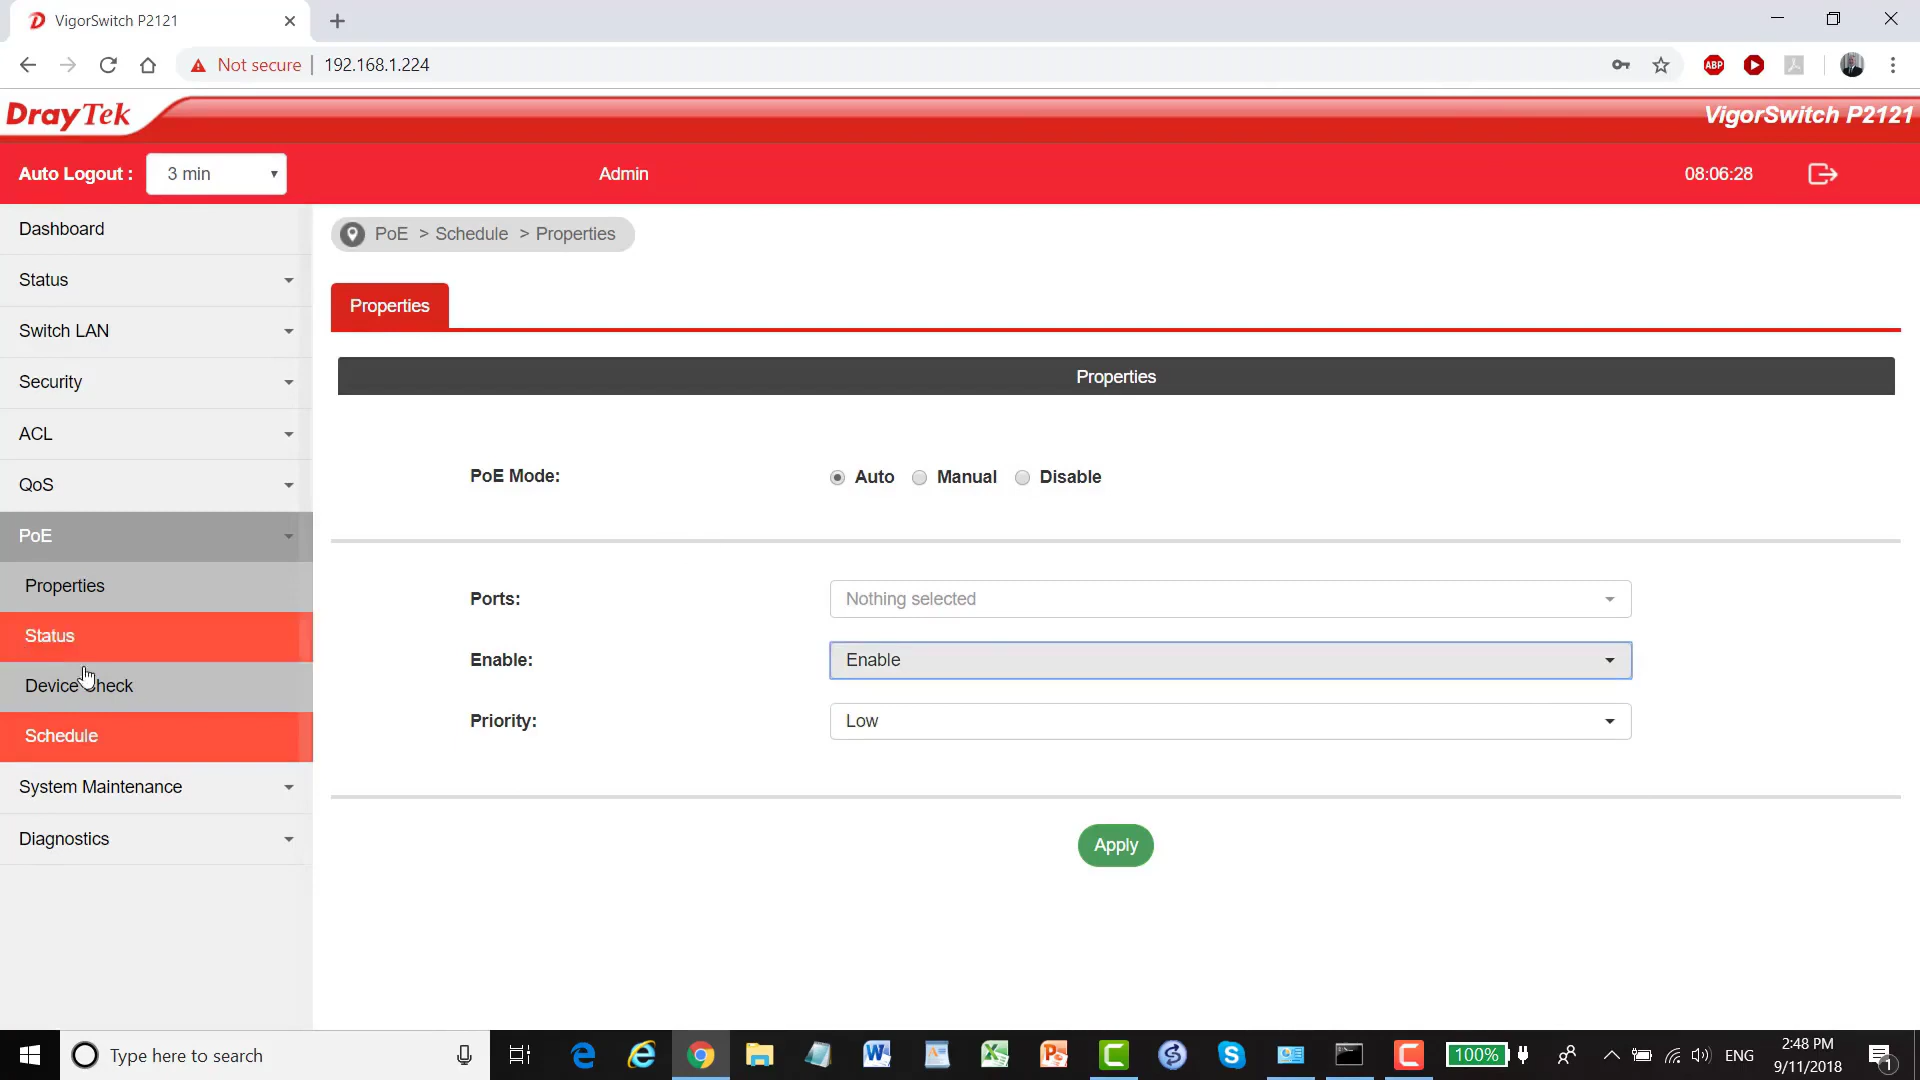 VigorSwitch P2121
Not secure | 192.168.1.224
ABP
DrayTek
VigorSwitch P2121
Auto Logout : 3 min
Admin
08:06:28
Dashboard
Status
Switch LAN
Security
ACL
QoS
PoE
Properties
Status
Device Check
Schedule
System Maintenance
Diagnostics
PoE > Schedule > Properties
Properties
Properties
PoE Mode: Auto Manual Disable
Ports: Nothing selected
Enable: Enable
Priority: Low
Apply
Type here to search
100%
ENG
2:48 PM
9/11/2018
1